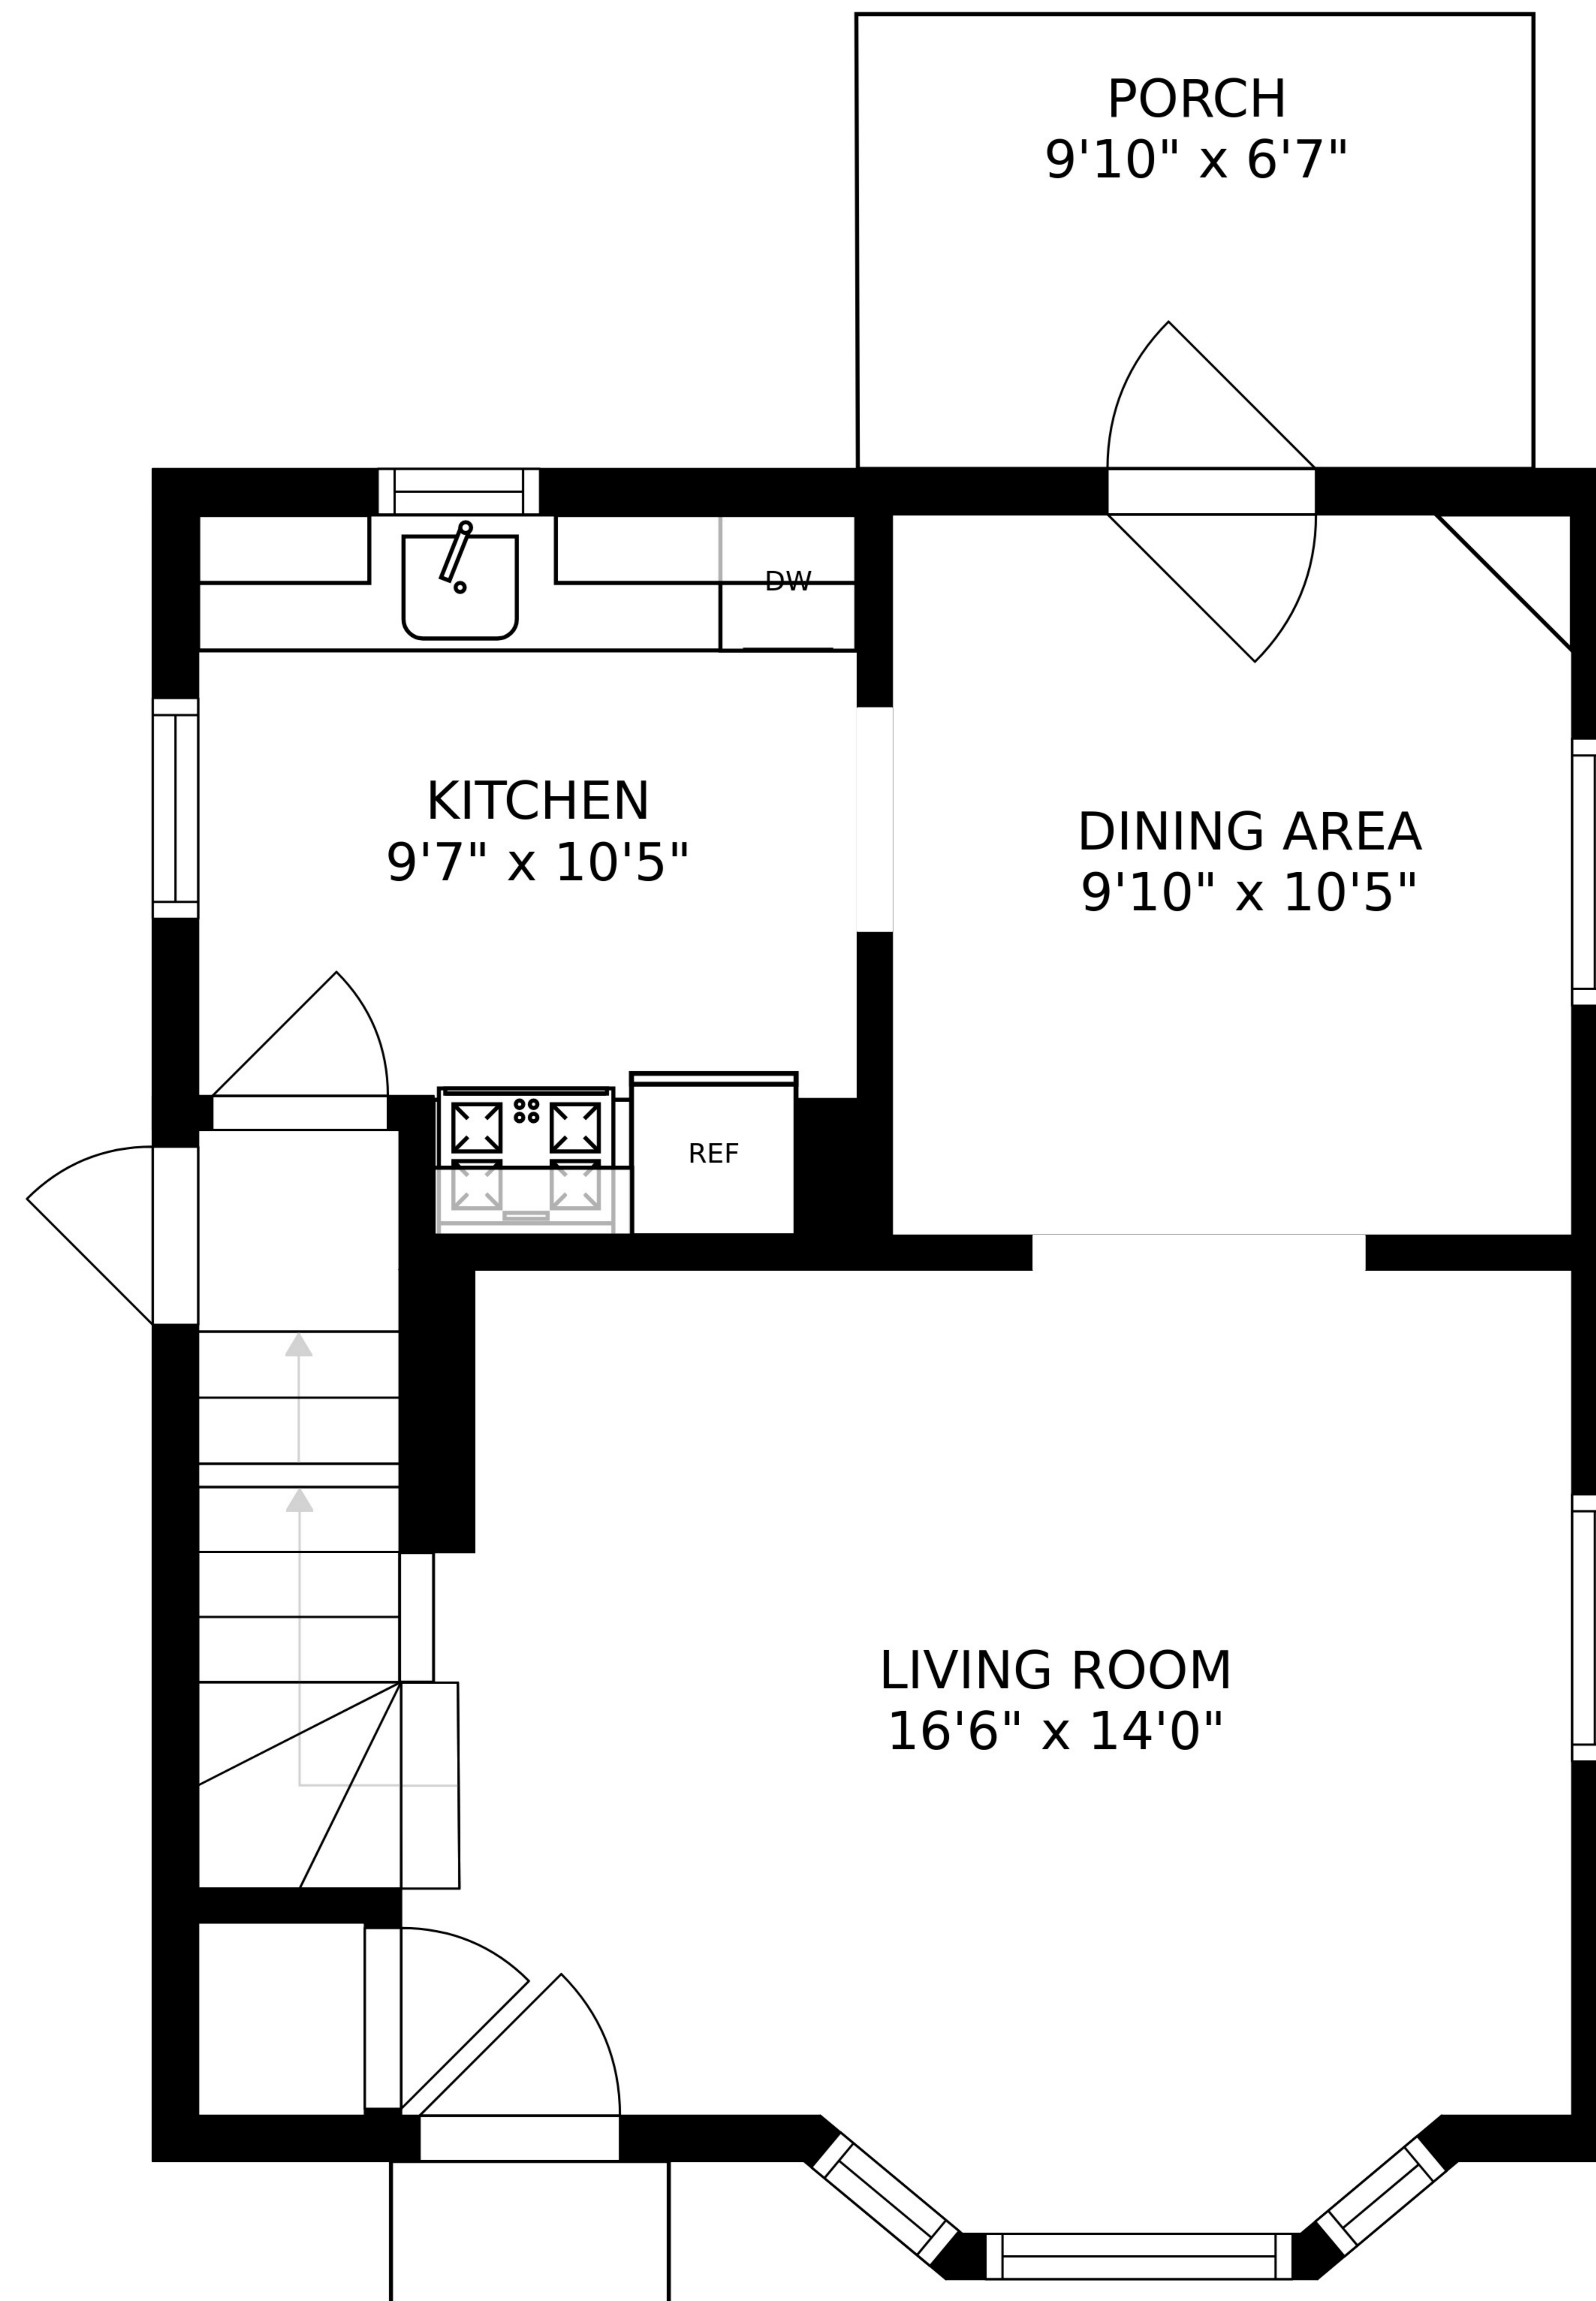 PORCH
9'10" x 6'7"
DW
KITCHEN
9'7" x 10'5"
DINING AREA
9'10" x 10'5"
REF
LIVING ROOM
16'6" x 14'0"